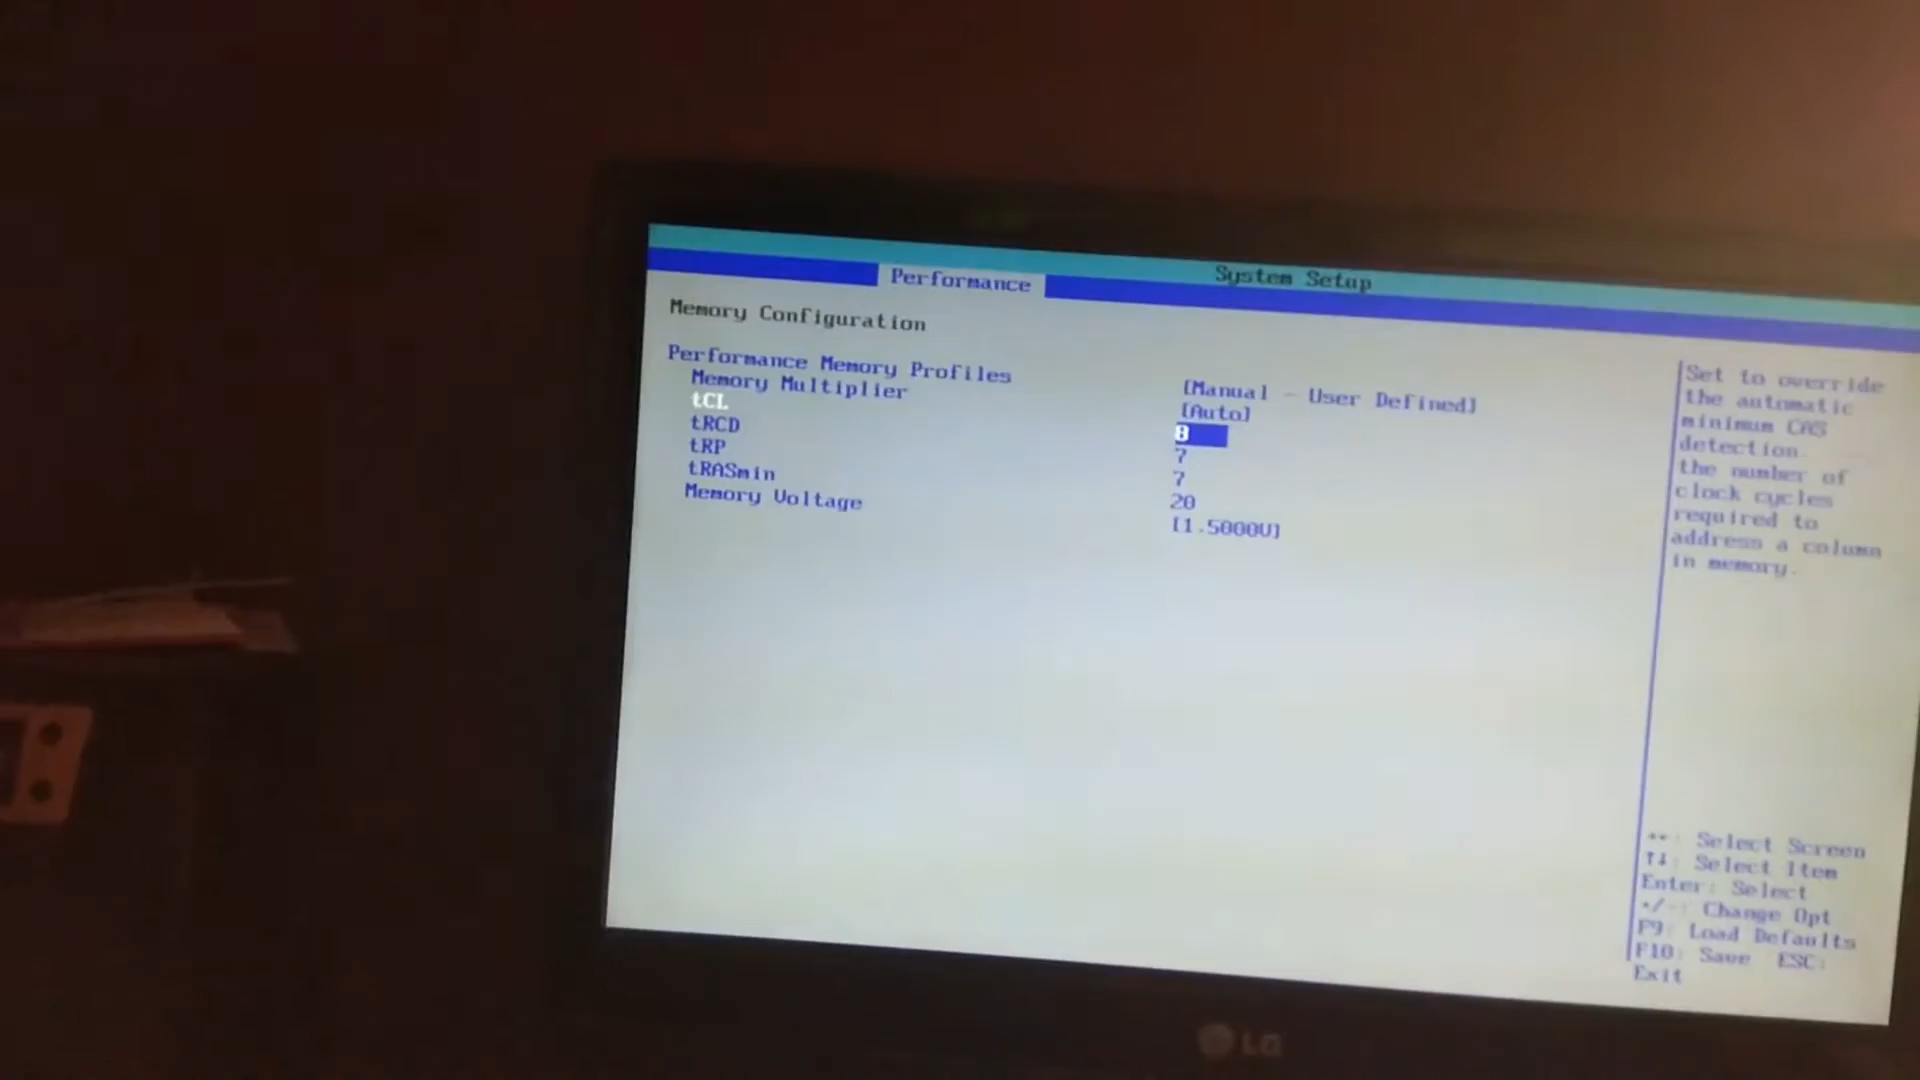 System Setup
Performance
Memory Configuration
Performance Memory Profiles [Manual - User Defined]
Memory Multiplier [Auto]
tCL 8
tRCD 7
tRP 7
tRASmin 20
Memory Voltage [1.5000V]
Set to override
the automatic
minimum CAS
detection.
the number of
clock cycles
required to
address a column
in memory.
: Select Screen
↑↓: Select Item
Enter: Select
+/-: Change Opt
F9: Load Defaults
F10: Save ESC:
Exit
LG